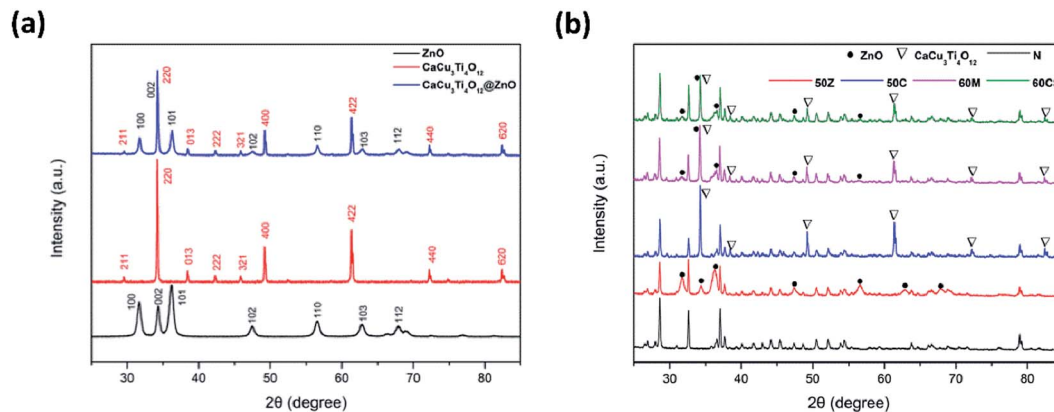 (a)
ZnO
CaCu₃Ti₄O₁₂
CaCu₃Ti₄O₁₂@ZnO
211
100
002
220
101
013
222
321
102
400
110
422
103
112
440
620
211
220
013
222
321
400
422
440
620
100
002
101
102
110
103
112
Intensity (a.u.)
30 40 50 60 70 80
2θ (degree)
(b)
ZnO CaCu₃Ti₄O₁₂ N
50Z 50C 60M 60C
Intensity (a.u.)
30 40 50 60 70 80
2θ (degree)